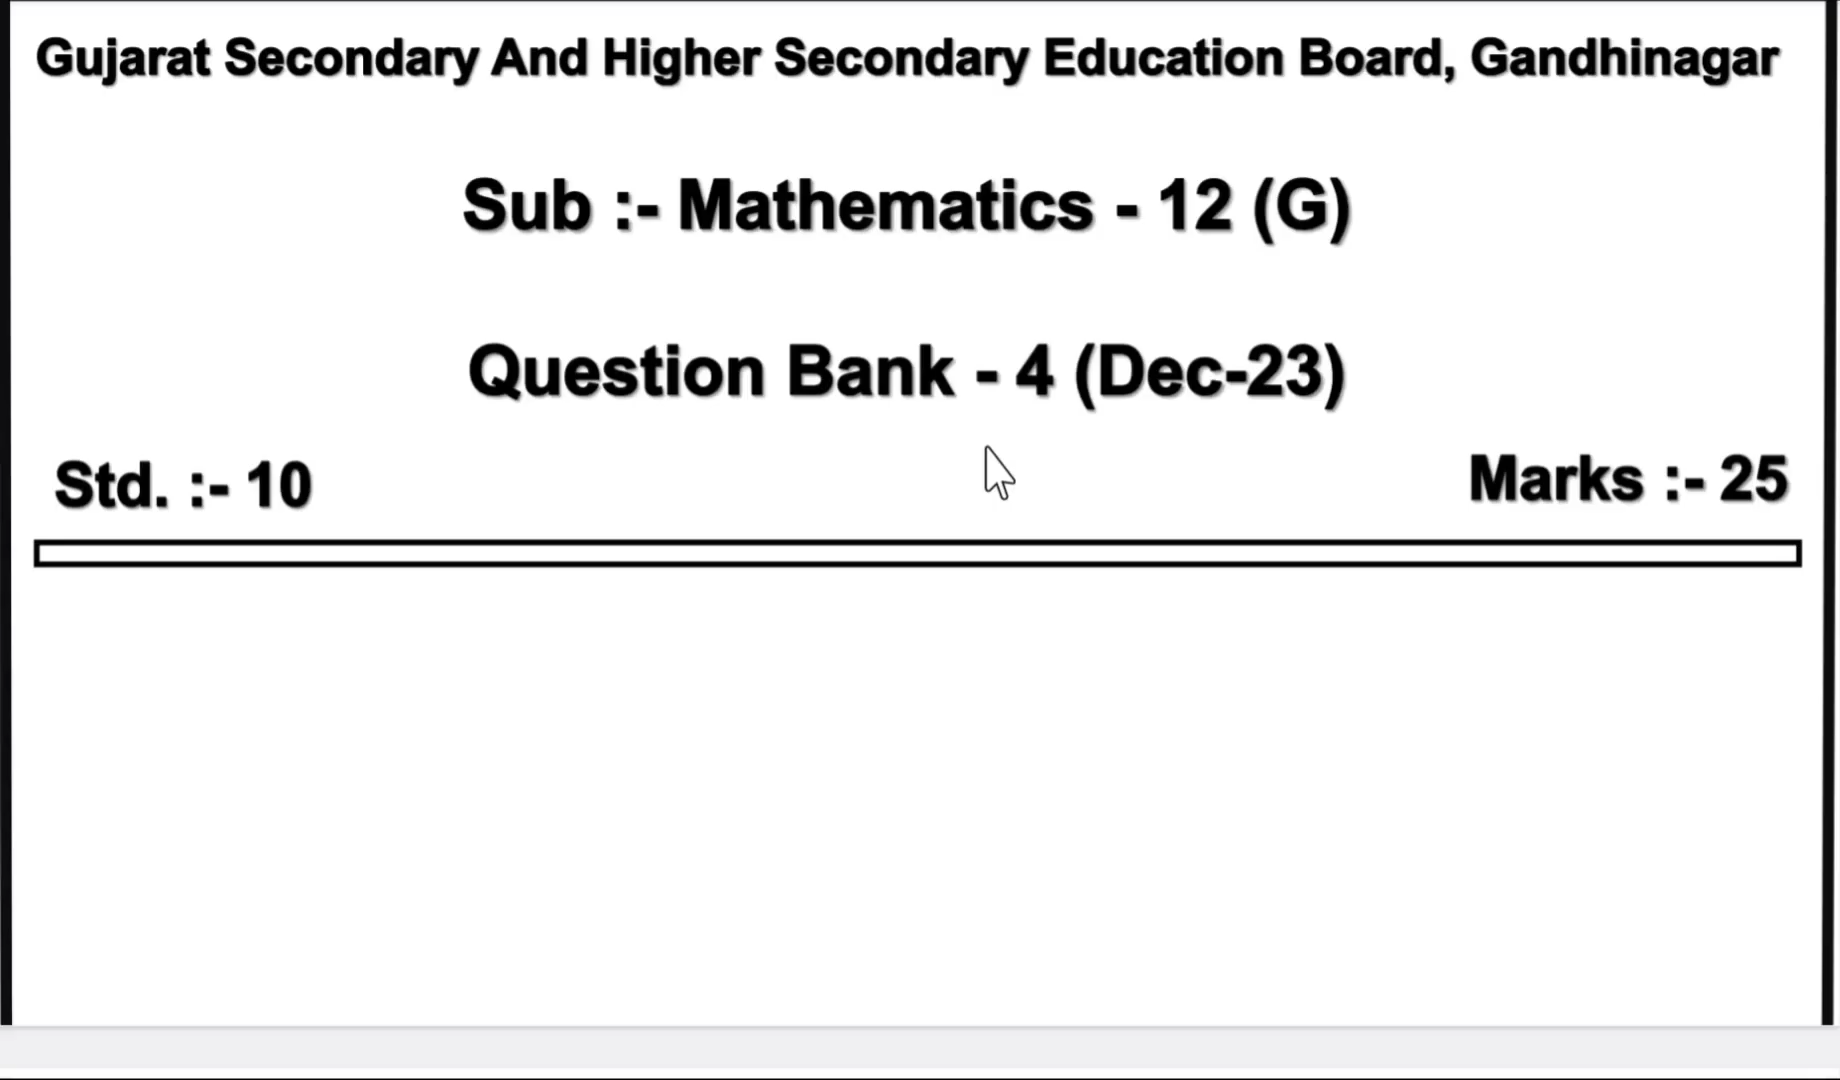 Gujarat Secondary And Higher Secondary Education Board, Gandhinagar
Sub :- Mathematics - 12 (G)
Question Bank - 4 (Dec-23)
Std. :- 10
Marks :- 25